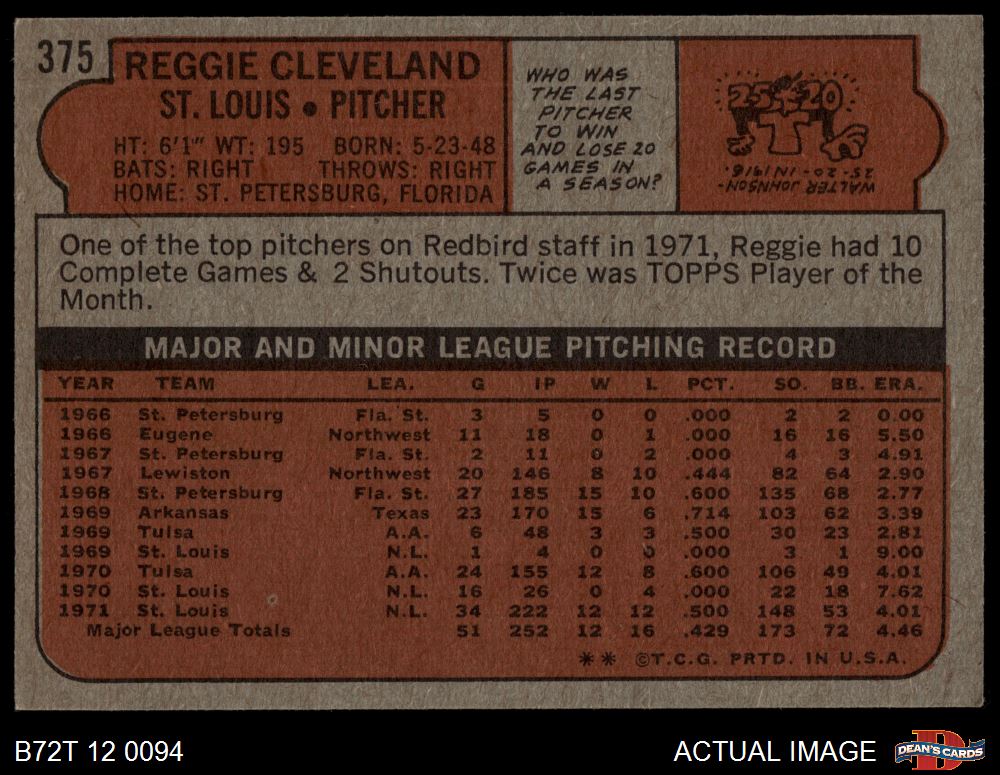 375
REGGIE CLEVELAND
ST. LOUIS • PITCHER
HT: 6'1" WT: 195 BORN: 5-23-48
BATS: RIGHT THROWS: RIGHT
HOME: ST. PETERSBURG, FLORIDA
WHO WAS
THE LAST
PITCHER
TO WIN
AND LOSE 20
GAMES IN
A SEASON?
WALTER JOHNSON -
25-20 - IN 1916.
25 20
One of the top pitchers on Redbird staff in 1971, Reggie had 10
Complete Games & 2 Shutouts. Twice was TOPPS Player of the
Month.
MAJOR AND MINOR LEAGUE PITCHING RECORD
YEAR TEAM LEA. G IP W L PCT. SO. BB. ERA.
1966 St. Petersburg Fla. St. 3 5 0 0 .000 2 2 0.00
1966 Eugene Northwest 11 18 0 1 .000 16 16 5.50
1967 St. Petersburg Fla. St. 2 11 0 2 .000 4 3 4.91
1967 Lewiston Northwest 20 146 8 10 .444 82 64 2.90
1968 St. Petersburg Fla. St. 27 185 15 10 .600 135 68 2.77
1969 Arkansas Texas 23 170 15 6 .714 103 62 3.39
1969 Tulsa A.A. 6 48 3 3 .500 30 23 2.81
1969 St. Louis N.L. 1 4 0 0 .000 3 1 9.00
1970 Tulsa A.A. 24 155 12 8 .600 106 49 4.01
1970 St. Louis N.L. 16 26 0 4 .000 22 18 7.62
1971 St. Louis N.L. 34 222 12 12 .500 148 53 4.01
Major League Totals 51 252 12 16 .429 173 72 4.46
** ©T.C.G. PRTD. IN U.S.A.
B72T 12 0094
ACTUAL IMAGE
DEAN'S CARDS